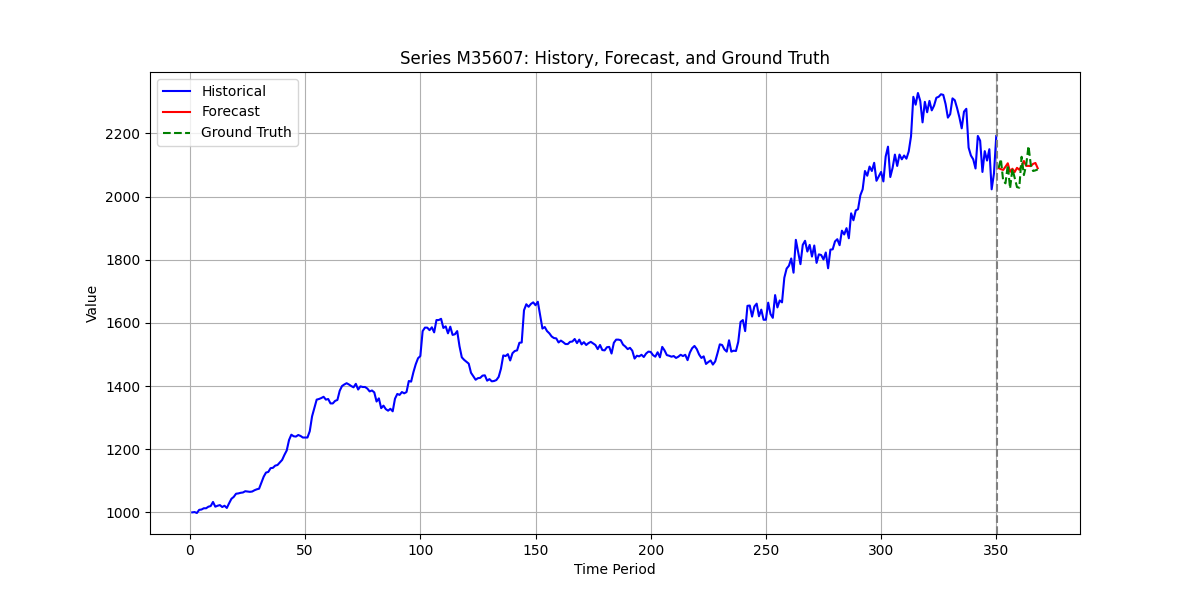 Series M35607: History, Forecast, and Ground Truth
Historical
Forecast
Ground Truth
Value
2200
2000
1800
1600
1400
1200
1000
0 50 100 150 200 250 300 350
Time Period